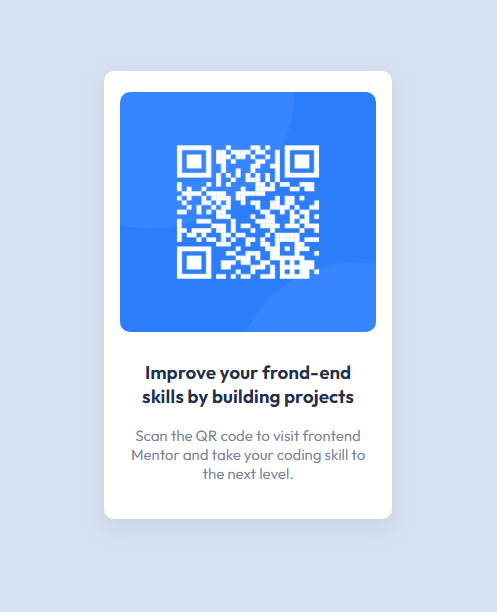 Improve your frond-end
skills by building projects
Scan the QR code to visit frontend
Mentor and take your coding skill to
the next level.